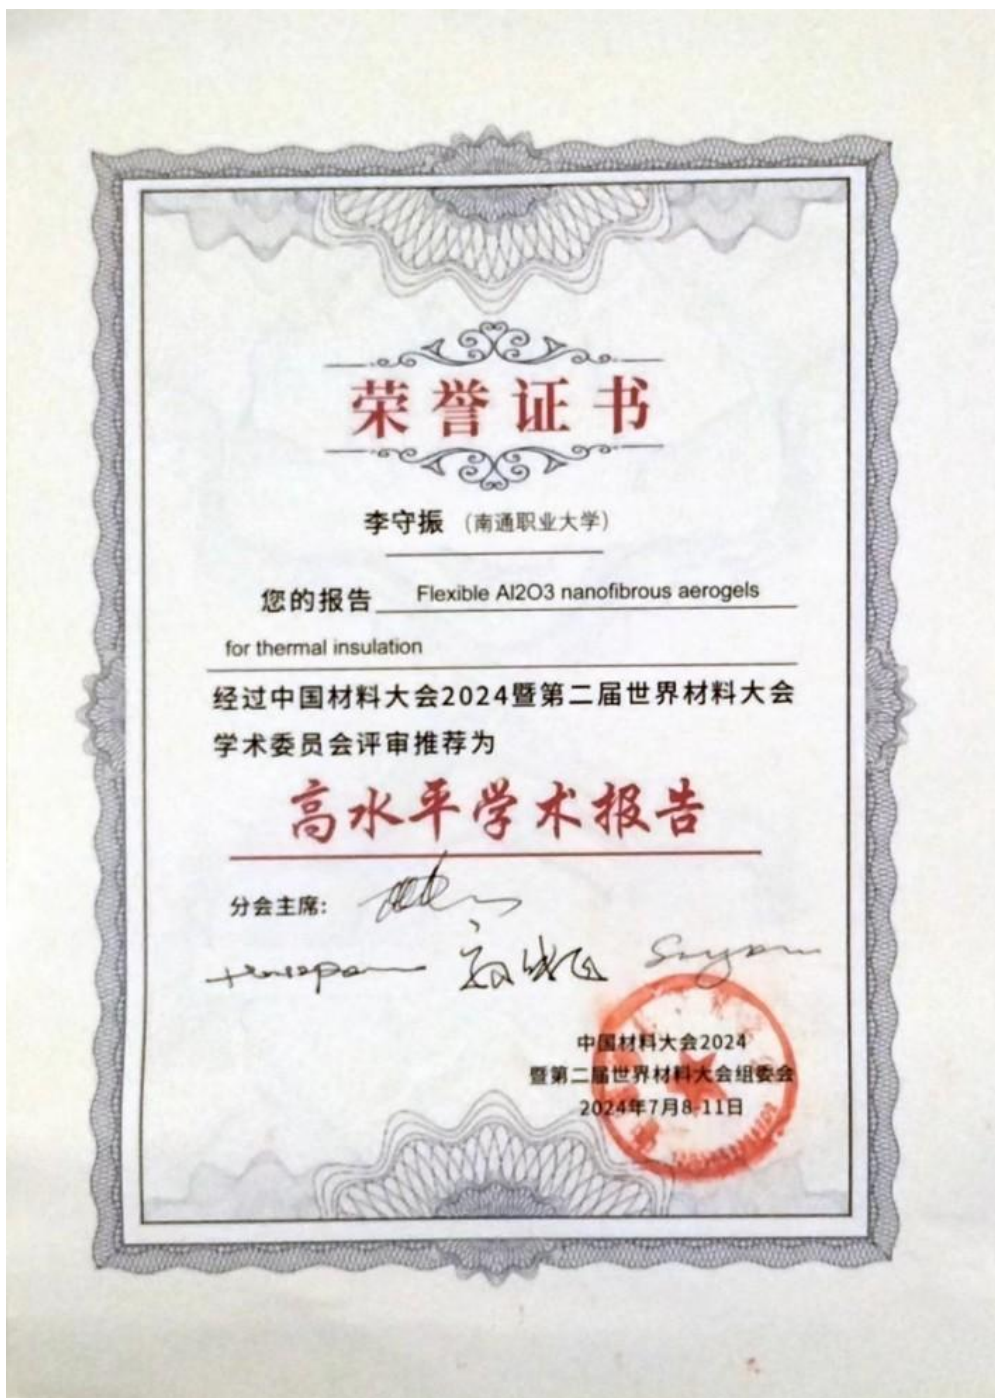 荣誉证书
李守振 （南通职业大学）
您的报告 Flexible Al2O3 nanofibrous aerogels
for thermal insulation
经过中国材料大会2024暨第二届世界材料大会
学术委员会评审推荐为
高水平学术报告
分会主席:
中国材料大会2024
暨第二届世界材料大会组委会
2024年7月8-11日